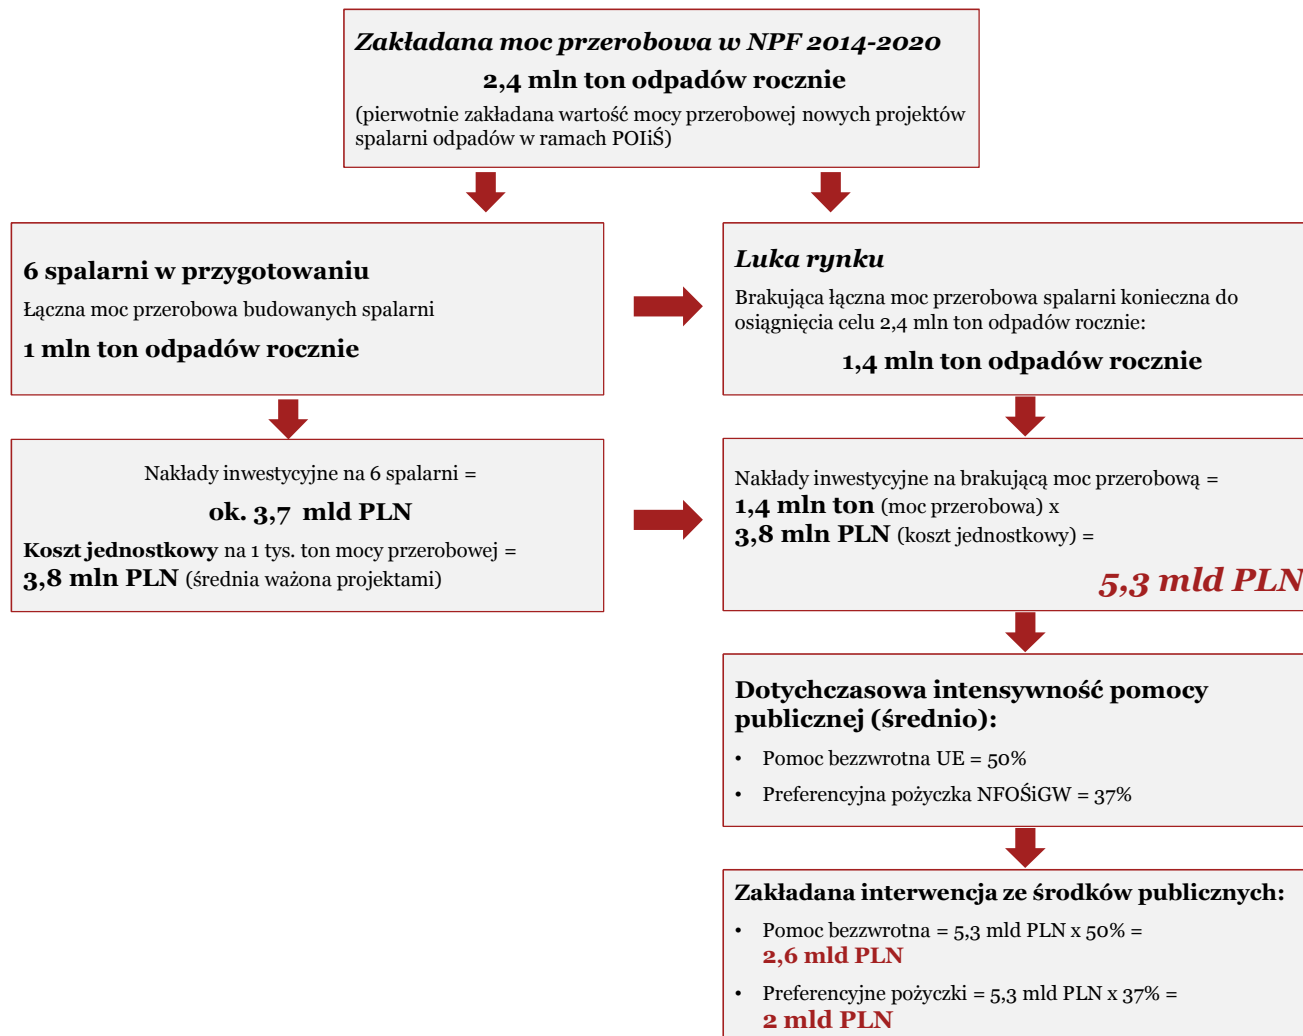 Zakładana moc przerobowa w NPF 2014-2020
2,4 mln ton odpadów rocznie
(pierwotnie zakładana wartość mocy przerobowej nowych projektów
spalarni odpadów w ramach POIiŚ)
6 spalarni w przygotowaniu
Łączna moc przerobowa budowanych spalarni
1 mln ton odpadów rocznie
Luka rynku
Brakująca łączna moc przerobowa spalarni konieczna do
osiągnięcia celu 2,4 mln ton odpadów rocznie:
1,4 mln ton odpadów rocznie
Nakłady inwestycyjne na 6 spalarni =
ok. 3,7 mld PLN
Koszt jednostkowy na 1 tys. ton mocy przerobowej =
3,8 mln PLN (średnia ważona projektami)
Nakłady inwestycyjne na brakującą moc przerobową =
1,4 mln ton (moc przerobowa) x
3,8 mln PLN (koszt jednostkowy) =
5,3 mld PLN
Dotychczasowa intensywność pomocy
publicznej (średnio):
• Pomoc bezzwrotna UE = 50%
• Preferencyjna pożyczka NFOŚiGW = 37%
Zakładana interwencja ze środków publicznych:
• Pomoc bezzwrotna = 5,3 mld PLN x 50% =
2,6 mld PLN
• Preferencyjne pożyczki = 5,3 mld PLN x 37% =
2 mld PLN